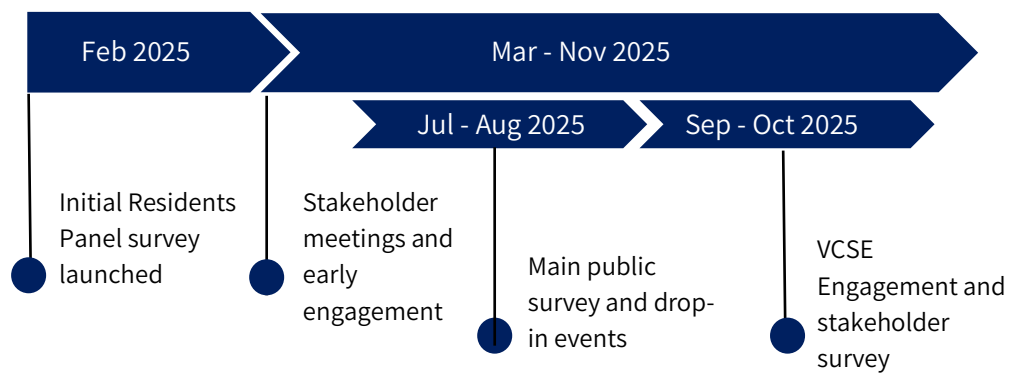 Feb 2025
Mar - Nov 2025
Jul - Aug 2025
Sep - Oct 2025
Initial Residents
Panel survey
launched
Stakeholder
meetings and
early
engagement
Main public
survey and drop-
in events
VCSE
Engagement and
stakeholder
survey